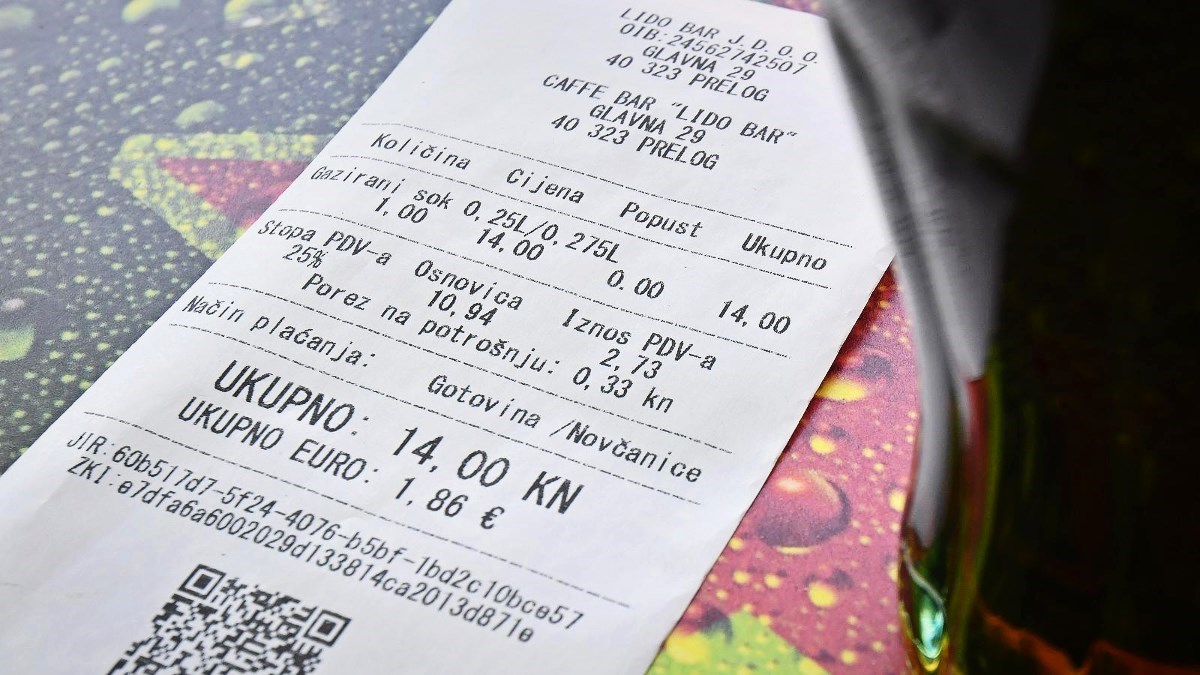 LIDO BAR J.D.O.O.
OIB:24562742507
GLAVNA 29
40 323 PRELOG
CAFFE BAR "LIDO BAR"
GLAVNA 29
40 323 PRELOG
Količina Cijena Popust Ukupno
Gazirani sok 0,25L/0,275L
1,00 14,00 0.00 14,00
Stopa PDV-a Osnovica Iznos PDV-a
25% 10,94 2,73
Porez na potrošnju: 0,33 kn
Način plaćanja: Gotovina /Novčanice
UKUPNO: 14,00 KN
UKUPNO EURO: 1,86 €
JIR:60b517d7-5f24-4076-b5bf-1bd2c10bce57
ZKI:e7dfa6a6002029d133814ca2013d871e